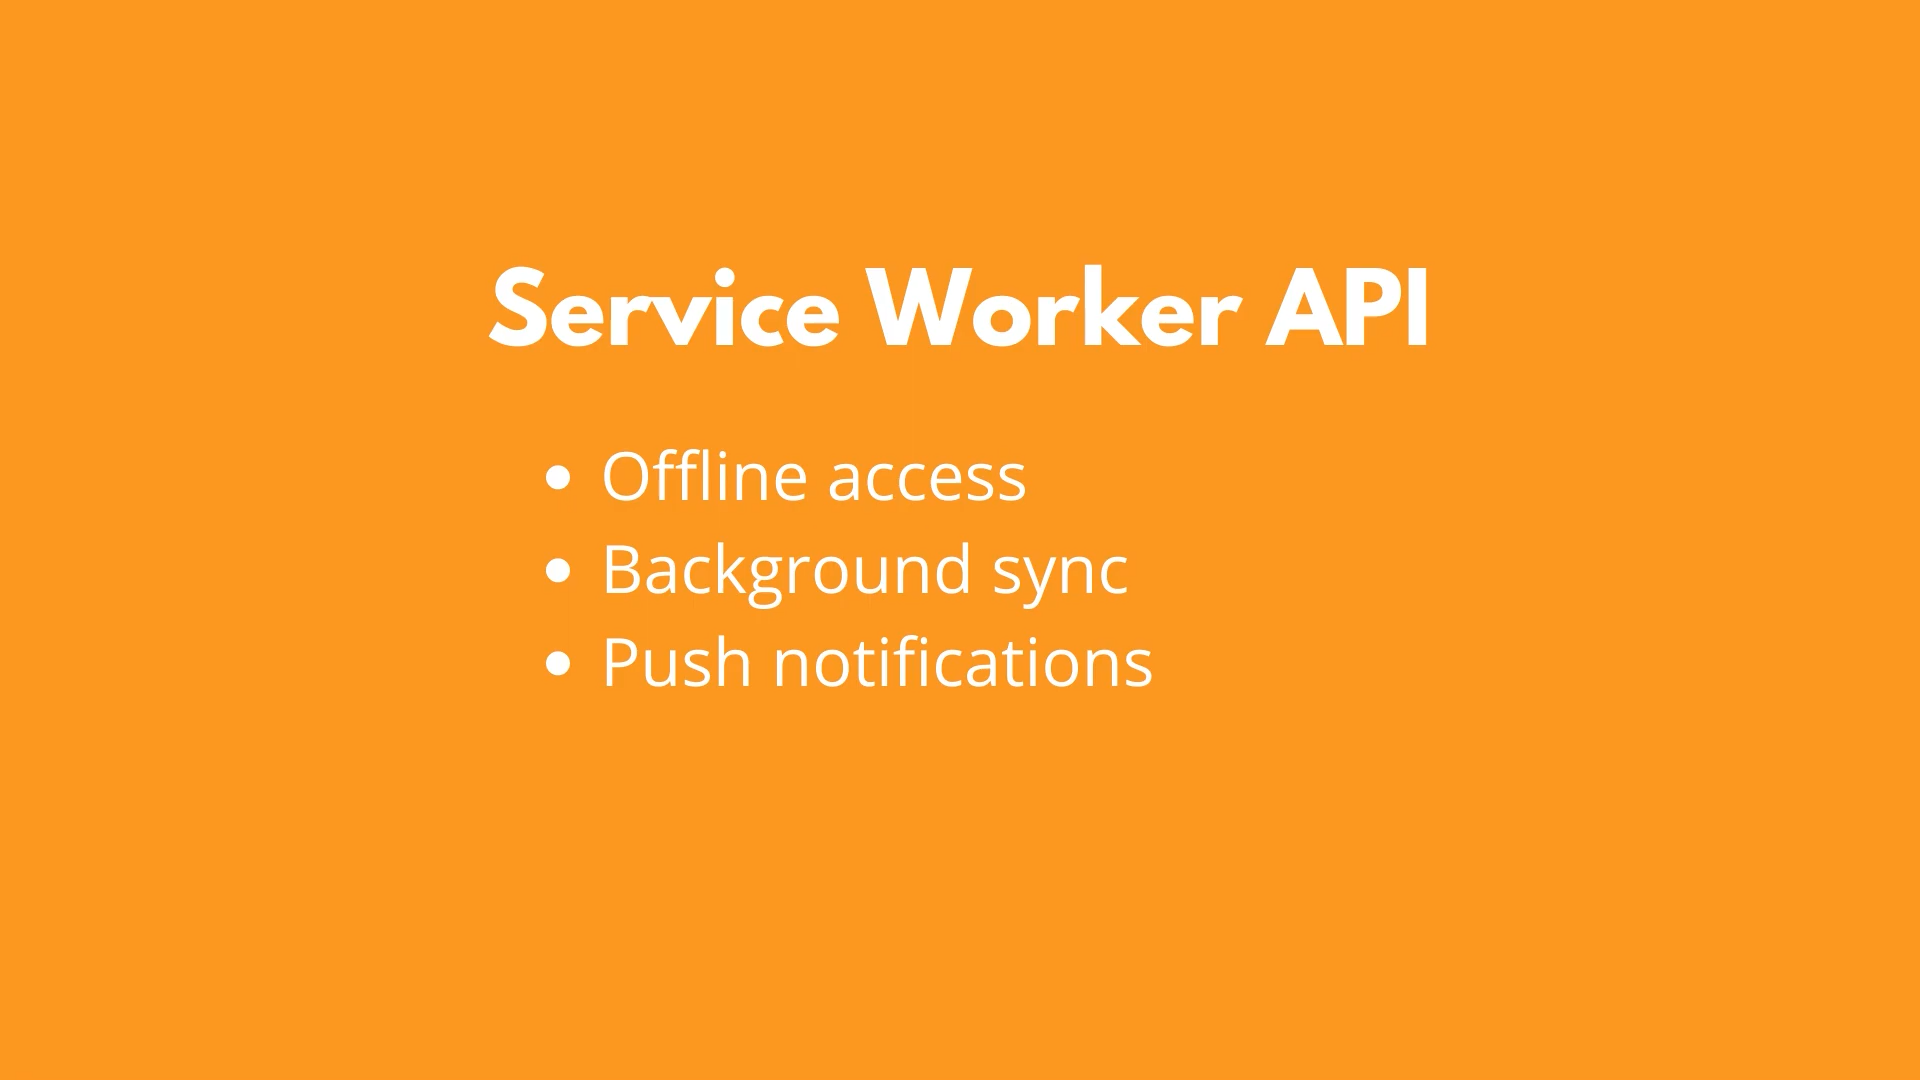 Service Worker API
Offline access
Background sync
Push notifications